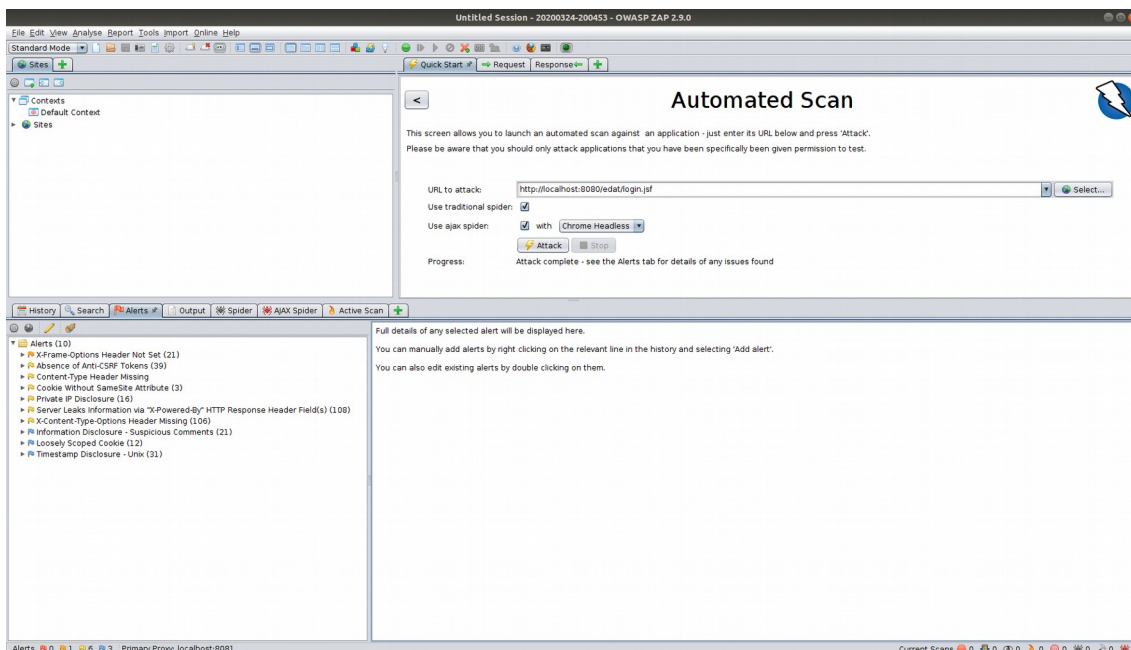 Untitled Session - 20200324-200453 - OWASP ZAP 2.9.0
File Edit View Analyse Report Tools Import Online Help
Standard Mode
Sites
Quick Start Request Response
Contexts
Default Context
Sites
<
Automated Scan
This screen allows you to launch an automated scan against an application - just enter its URL below and press 'Attack'.
Please be aware that you should only attack applications that you have been specifically been given permission to test.
URL to attack: http://localhost:8080/edat/login.jsf Select...
Use traditional spider:
Use ajax spider: with Chrome Headless
Attack Stop
Progress: Attack complete - see the Alerts tab for details of any issues found
History Search Alerts Output Spider AJAX Spider Active Scan
Alerts (10)
X-Frame-Options Header Not Set (21)
Absence of Anti-CSRF Tokens (39)
Content-Type Header Missing
Cookie Without SameSite Attribute (3)
Private IP Disclosure (16)
Server Leaks Information via "X-Powered-By" HTTP Response Header Field(s) (108)
X-Content-Type-Options Header Missing (106)
Information Disclosure - Suspicious Comments (21)
Loosely Scoped Cookie (12)
Timestamp Disclosure - Unix (31)
Full details of any selected alert will be displayed here.
You can manually add alerts by right clicking on the relevant line in the history and selecting 'Add alert'.
You can also edit existing alerts by double clicking on them.
Alerts 0 1 6 3 Primary Proxy: localhost:8081
Current Scans 0 0 0 0 0 0 0